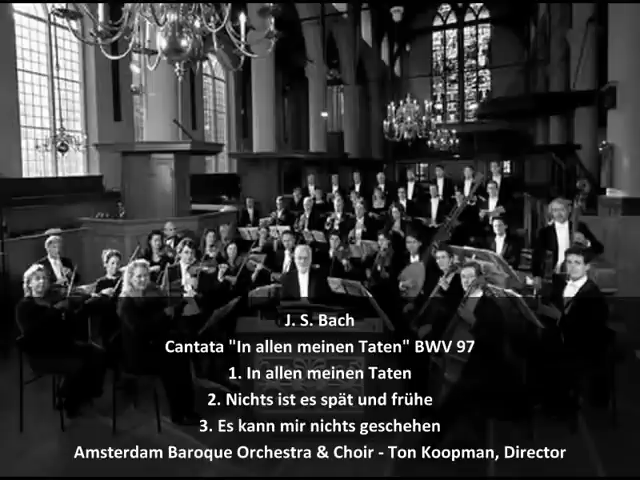 J. S. Bach
Cantata "In allen meinen Taten" BWV 97
1. In allen meinen Taten
2. Nichts ist es spät und frühe
3. Es kann mir nichts geschehen
Amsterdam Baroque Orchestra & Choir - Ton Koopman, Director